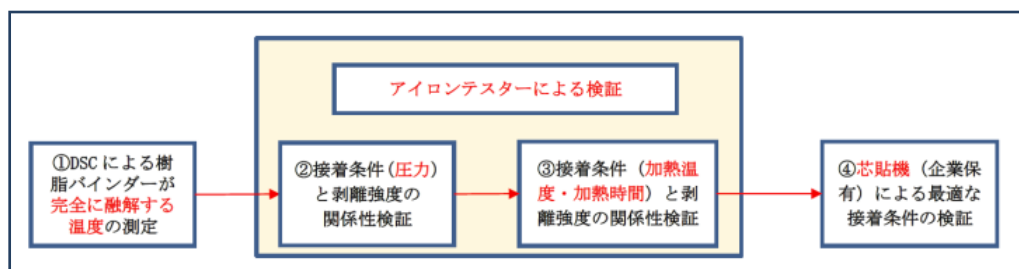 アイロンテスターによる検証
①DSCによる樹
脂バインダーが
完全に融解する
温度の測定
②接着条件(圧力)
と剥離強度の
関係性検証
③接着条件（加熱温
度・加熱時間）と剥
離強度の関係性検証
④芯貼機（企業保
有）による最適な
接着条件の検証